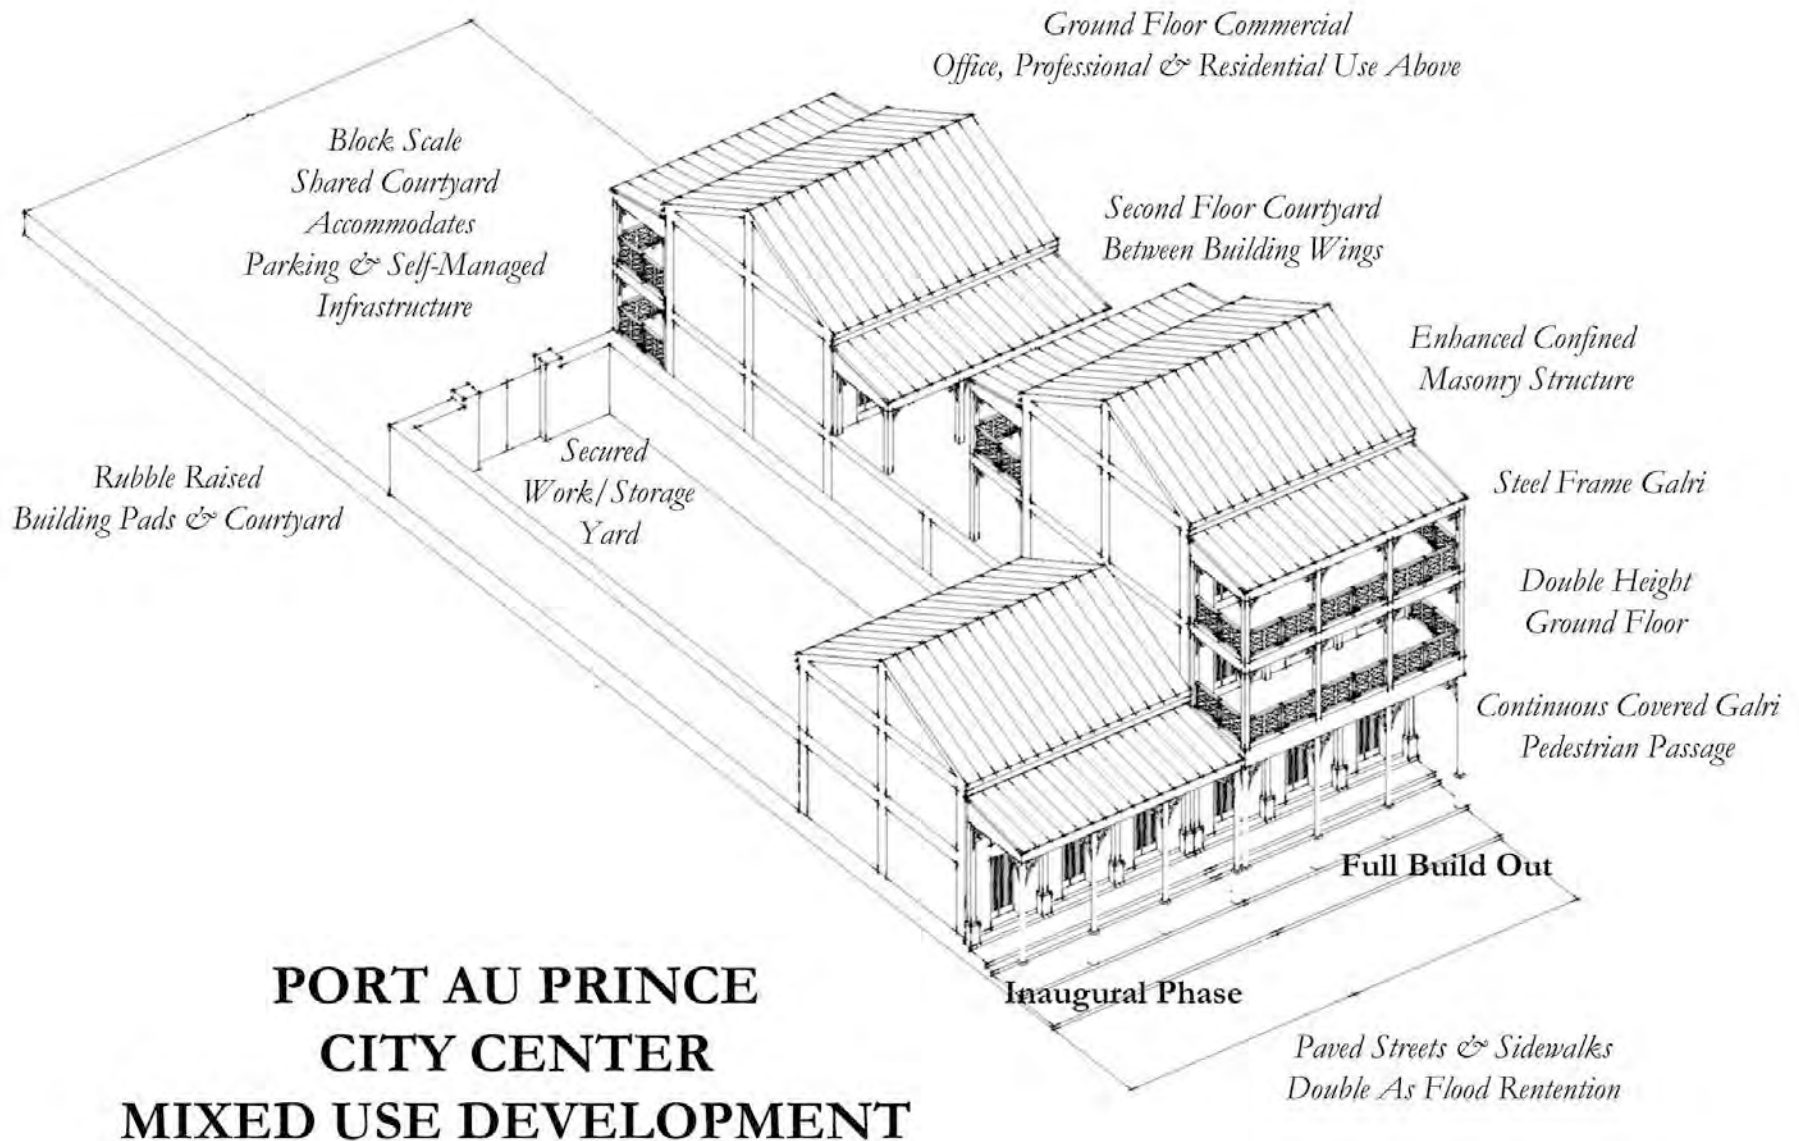 Ground Floor Commercial
Office, Professional & Residential Use Above
Block Scale
Shared Courtyard
Accommodates
Parking & Self-Managed
Infrastructure
Second Floor Courtyard
Between Building Wings
Enhanced Confined
Masonry Structure
Rubble Raised
Building Pads & Courtyard
Secured
Work/Storage
Yard
Steel Frame Galri
Double Height
Ground Floor
Continuous Covered Galri
Pedestrian Passage
Full Build Out
Inaugural Phase
Paved Streets & Sidewalks
Double As Flood Rentention
PORT AU PRINCE
CITY CENTER
MIXED USE DEVELOPMENT